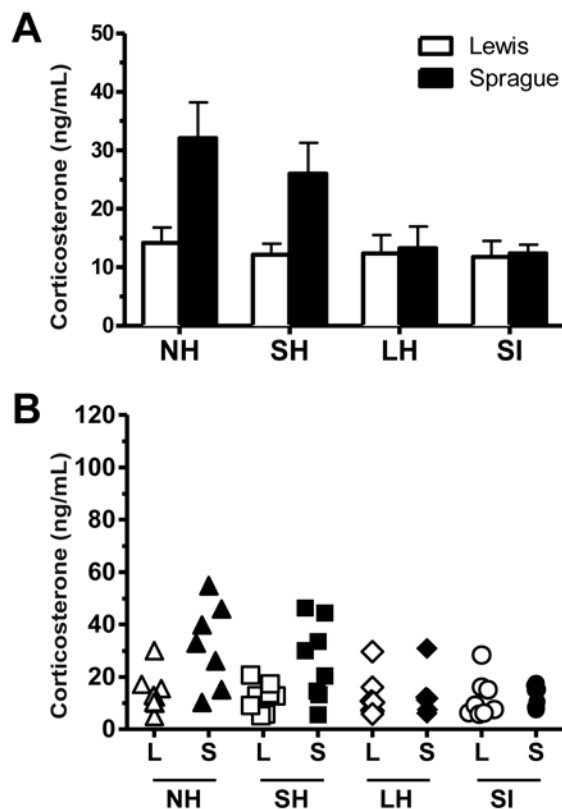 A
Corticosterone (ng/mL)
50
40
30
20
10
0
Lewis
Sprague
NH SH LH SI
B
Corticosterone (ng/mL)
120
100
80
60
40
20
0
L S L S L S L S
NH SH LH SI